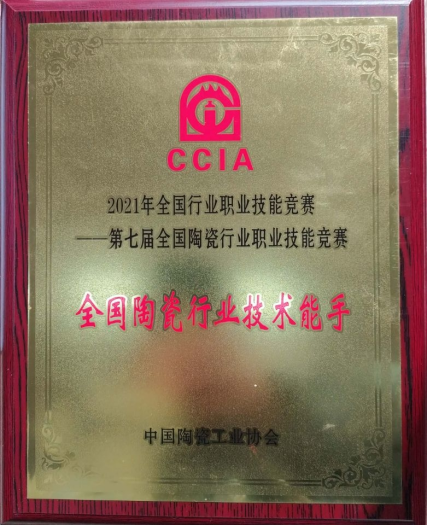 CCIA
2021年全国行业职业技能竞赛
——第七届全国陶瓷行业职业技能竞赛
全国陶瓷行业技术能手
中国陶瓷工业协会